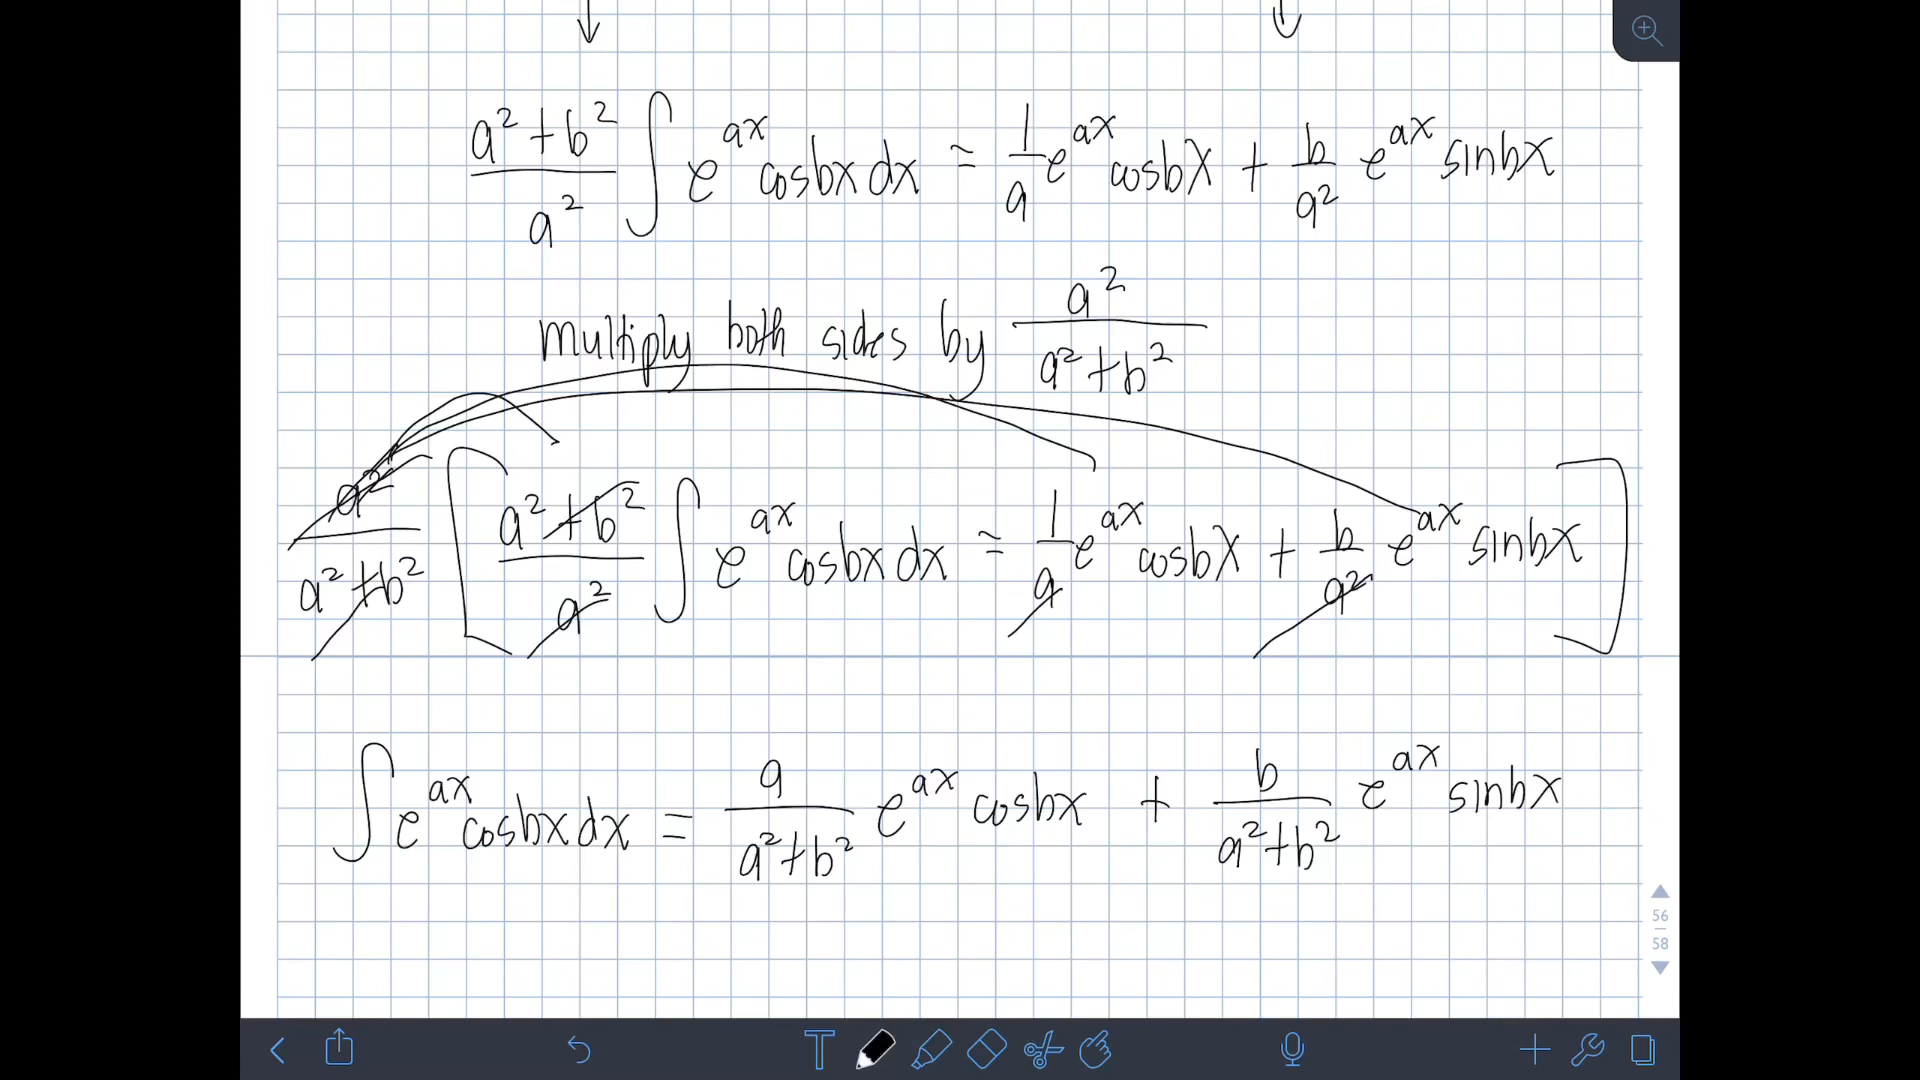 (a²+b²)/a² ∫ e^{ax} cosbx dx = 1/a e^{ax} cosbx + b/a² e^{ax} sinbx
multiply both sides by a²/(a²+b²)
a²/(a²+b²) [ (a²+b²)/a² ∫ e^{ax} cosbx dx = 1/a e^{ax} cosbx + b/a² e^{ax} sinbx ]
∫ e^{ax} cosbx dx = a/(a²+b²) e^{ax} cosbx + b/(a²+b²) e^{ax} sinbx
56
58
T